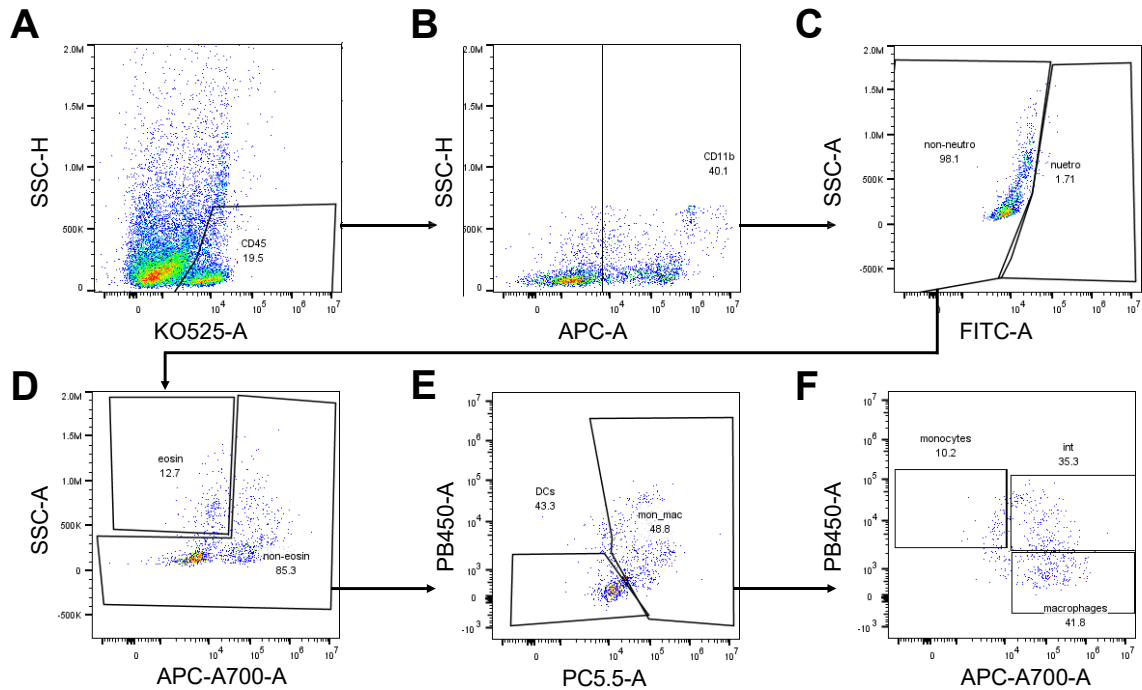 A
B
C
2.0M
1.5M
1.0M
500K
0
SSC-H
CD45
19.5
0
10^4
10^5
10^6
10^7
KO525-A
2.0M
1.5M
1.0M
500K
0
SSC-H
CD11b
40.1
0
10^4
10^5
10^6
10^7
APC-A
2.0M
1.5M
1.0M
500K
0
-500K
SSC-A
non-neutro
98.1
nuetro
1.71
0
10^4
10^5
10^6
10^7
FITC-A
D
E
F
2.0M
1.5M
1.0M
500K
0
-500K
SSC-A
eosin
12.7
non-eosin
85.3
0
10^4
10^5
10^6
10^7
APC-A700-A
10^7
10^6
10^5
10^4
10^3
0
-10^3
PB450-A
DCs
43.3
mon_mac
48.8
0
10^4
10^5
10^6
10^7
PC5.5-A
10^7
10^6
10^5
10^4
10^3
0
-10^3
PB450-A
monocytes
10.2
int
35.3
macrophages
41.8
0
10^4
10^5
10^6
10^7
APC-A700-A